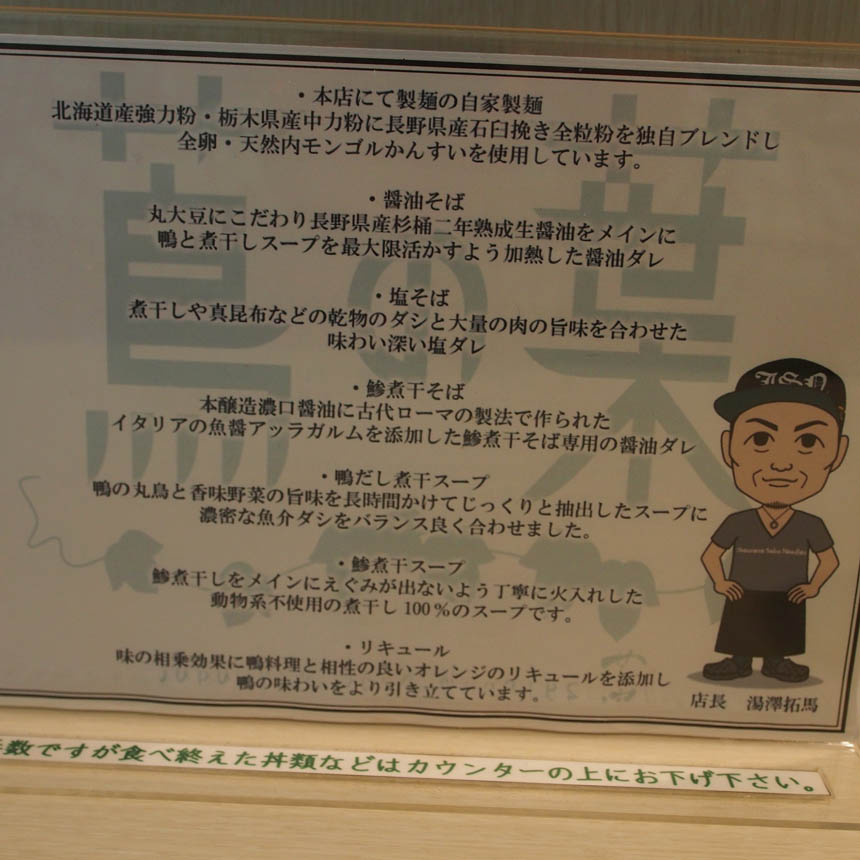 ・本店にて製麺の自家製麺
北海道産強力粉・栃木県産中力粉に長野県産石臼挽き全粒粉を独自ブレンドし
全卵・天然内モンゴルかんすいを使用しています。
・醤油そば
丸大豆にこだわり長野県産杉桶二年熟成生醤油をメインに
鴨と煮干しスープを最大限活かすよう加熱した醤油ダレ
・塩そば
煮干しや真昆布などの乾物のダシと大量の肉の旨味を合わせた
味わい深い塩ダレ
・鯵煮干そば
本醸造濃口醤油に古代ローマの製法で作られた
イタリアの魚醤アッラガルムを添加した鯵煮干そば専用の醤油ダレ
・鴨だし煮干スープ
鴨の丸鳥と香味野菜の旨味を長時間かけてじっくりと抽出したスープに
濃密な魚介ダシをバランス良く合わせました。
・鯵煮干スープ
鯵煮干しをメインにえぐみが出ないよう丁寧に火入れした
動物系不使用の煮干し100%のスープです。
・リキュール
味の相乗効果に鴨料理と相性の良いオレンジのリキュールを添加し
鴨の味わいをより引き立てています。
店長 湯澤拓馬
数ですが食べ終えた丼類などはカウンターの上にお下げ下さい。
蔦の葉